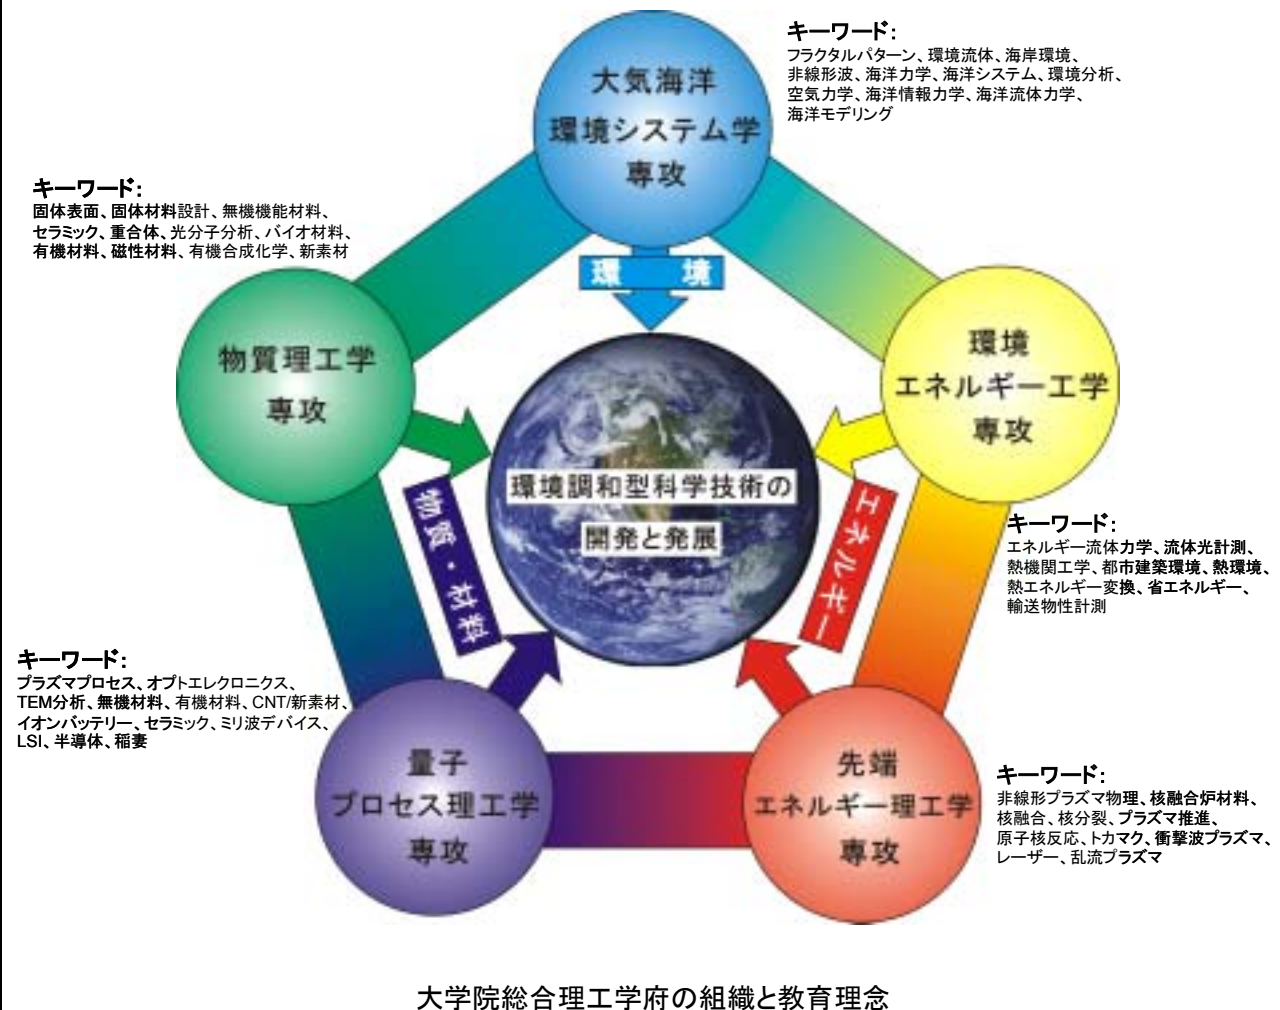 キーワード:
フラクタルパターン、環境流体、海岸環境、
非線形波、海洋力学、海洋システム、環境分析、
空気力学、海洋情報力学、海洋流体力学、
海洋モデリング
大気海洋
環境システム学
専攻
キーワード:
固体表面、固体材料設計、無機機能材料、
セラミック、重合体、光分子分析、バイオ材料、
有機材料、磁性材料、有機合成化学、新素材
環 境
物質理工学
専攻
環境
エネルギー工学
専攻
環境調和型科学技術の
開発と発展
物質・材料
エネルギー
キーワード:
エネルギー流体力学、流体光計測、
熱機関工学、都市建築環境、熱環境、
熱エネルギー変換、省エネルギー、
輸送物性計測
キーワード:
プラズマプロセス、オプトエレクロニクス、
TEM分析、無機材料、有機材料、CNT/新素材、
イオンバッテリー、セラミック、ミリ波デバイス、
LSI、半導体、稲妻
量子
プロセス理工学
専攻
先端
エネルギー理工学
専攻
キーワード:
非線形プラズマ物理、核融合炉材料、
核融合、核分裂、プラズマ推進、
原子核反応、トカマク、衝撃波プラズマ、
レーザー、乱流プラズマ
大学院総合理工学府の組織と教育理念